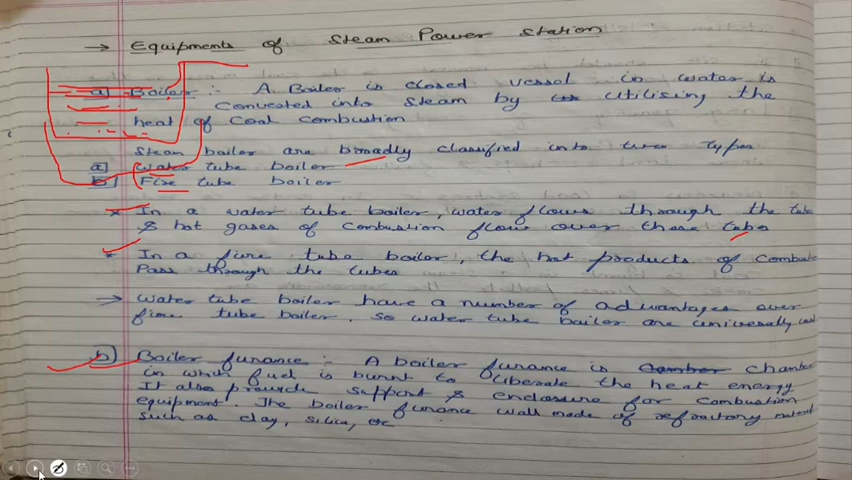 → Equipments of Steam Power Station
a) Boiler :- A Boiler is closed vessel in water is
Converted into steam by utilising the
heat of Coal combustion
Steam boiler are broadly classified into two types
a) Water tube boiler
b) Fire tube boiler
* In a water tube boiler, water flows through the tube
& hot gases of combustion flow over these tubes
* In a fire tube boiler, the hot products of Combusti
Pass through the tubes
→ Water tube boiler have a number of advantages over
fire tube boiler. so water tube boiler are universally used
b) Boiler furance :- A boiler furance is chamber
in which fuel is burnt to liberate the heat energy
It also provide support & enclosure for combustion
equipment. The boiler furance wall made of refractory material
such as clay, silica, etc